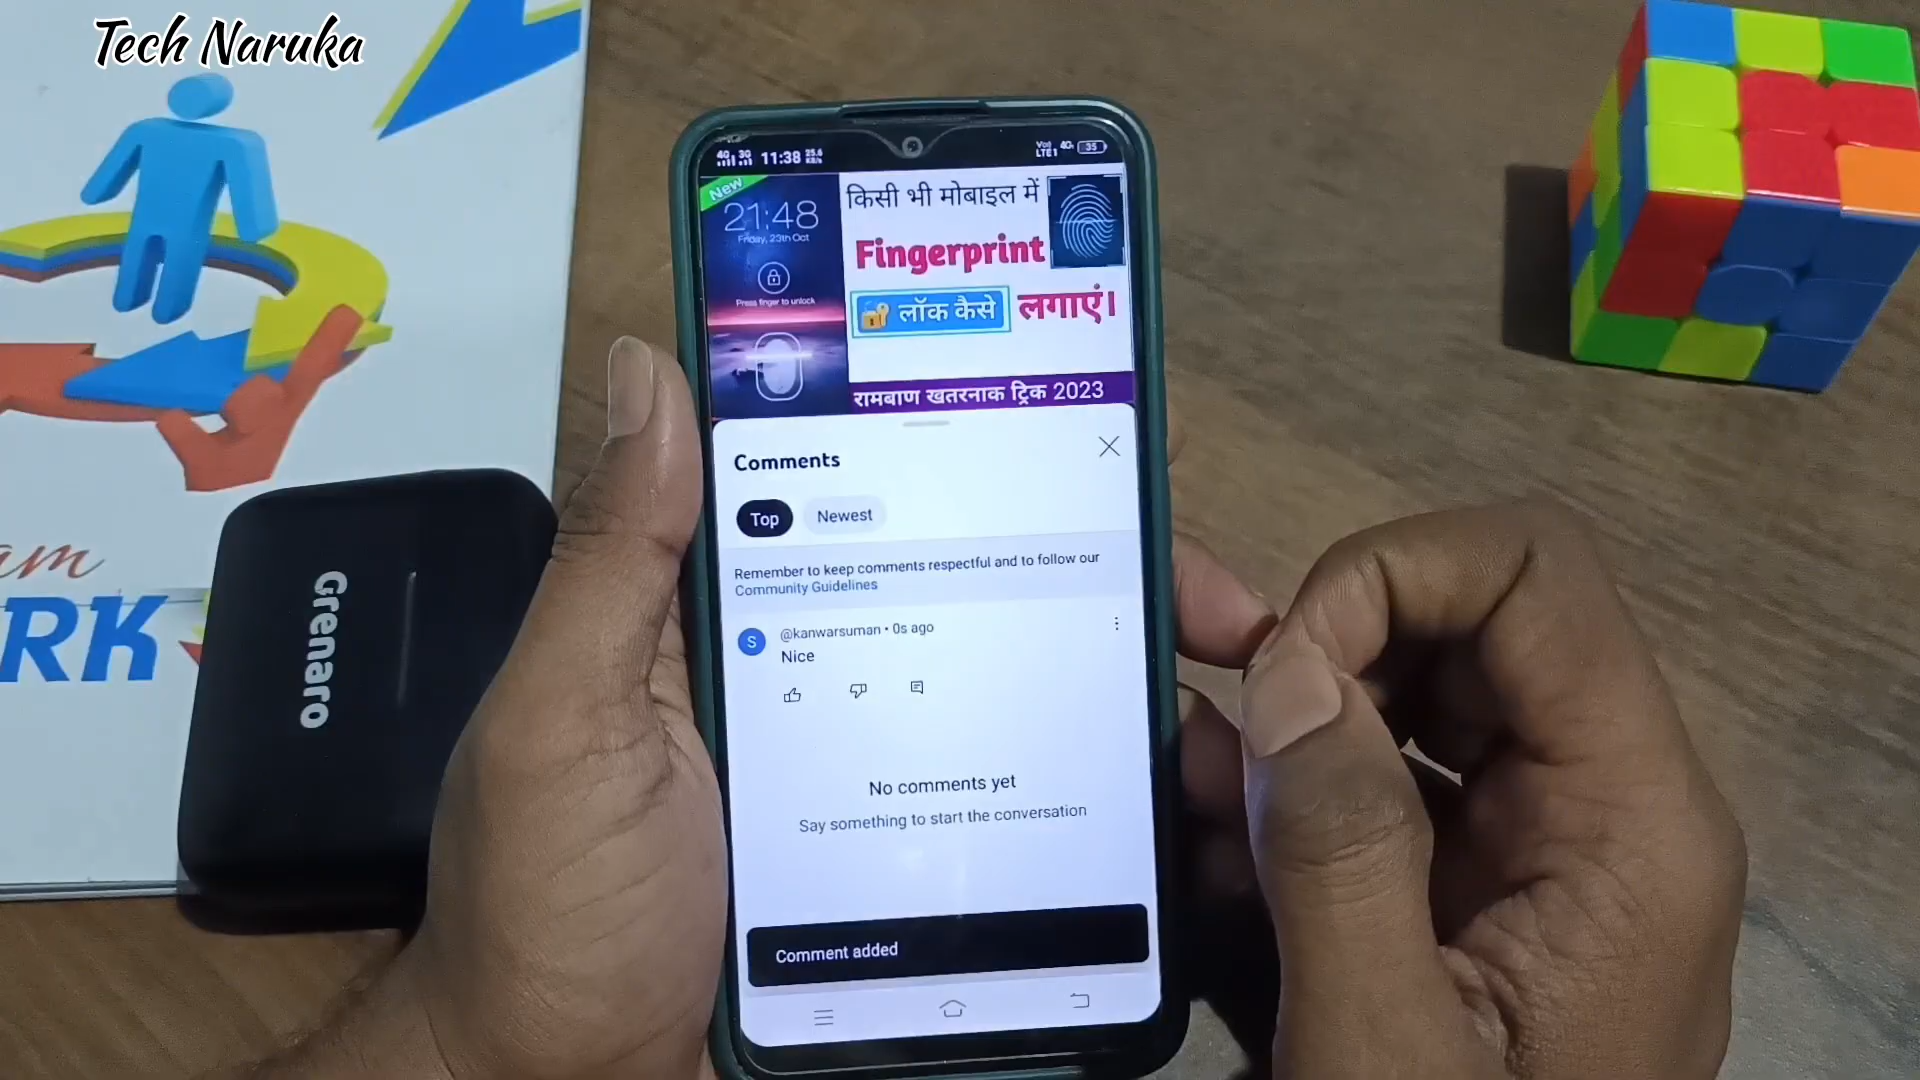 Tech Naruka
11:38
35
New
21:48
Friday, 23th Oct
Press finger to unlock
किसी भी मोबाइल में
Fingerprint
लॉक कैसे लगाएं।
रामबाण खतरनाक ट्रिक 2023
Comments
Top Newest
Remember to keep comments respectful and to follow our
Community Guidelines
S
@kanwarsuman • 0s ago
Nice
No comments yet
Say something to start the conversation
Comment added
Grenaro
am
RK